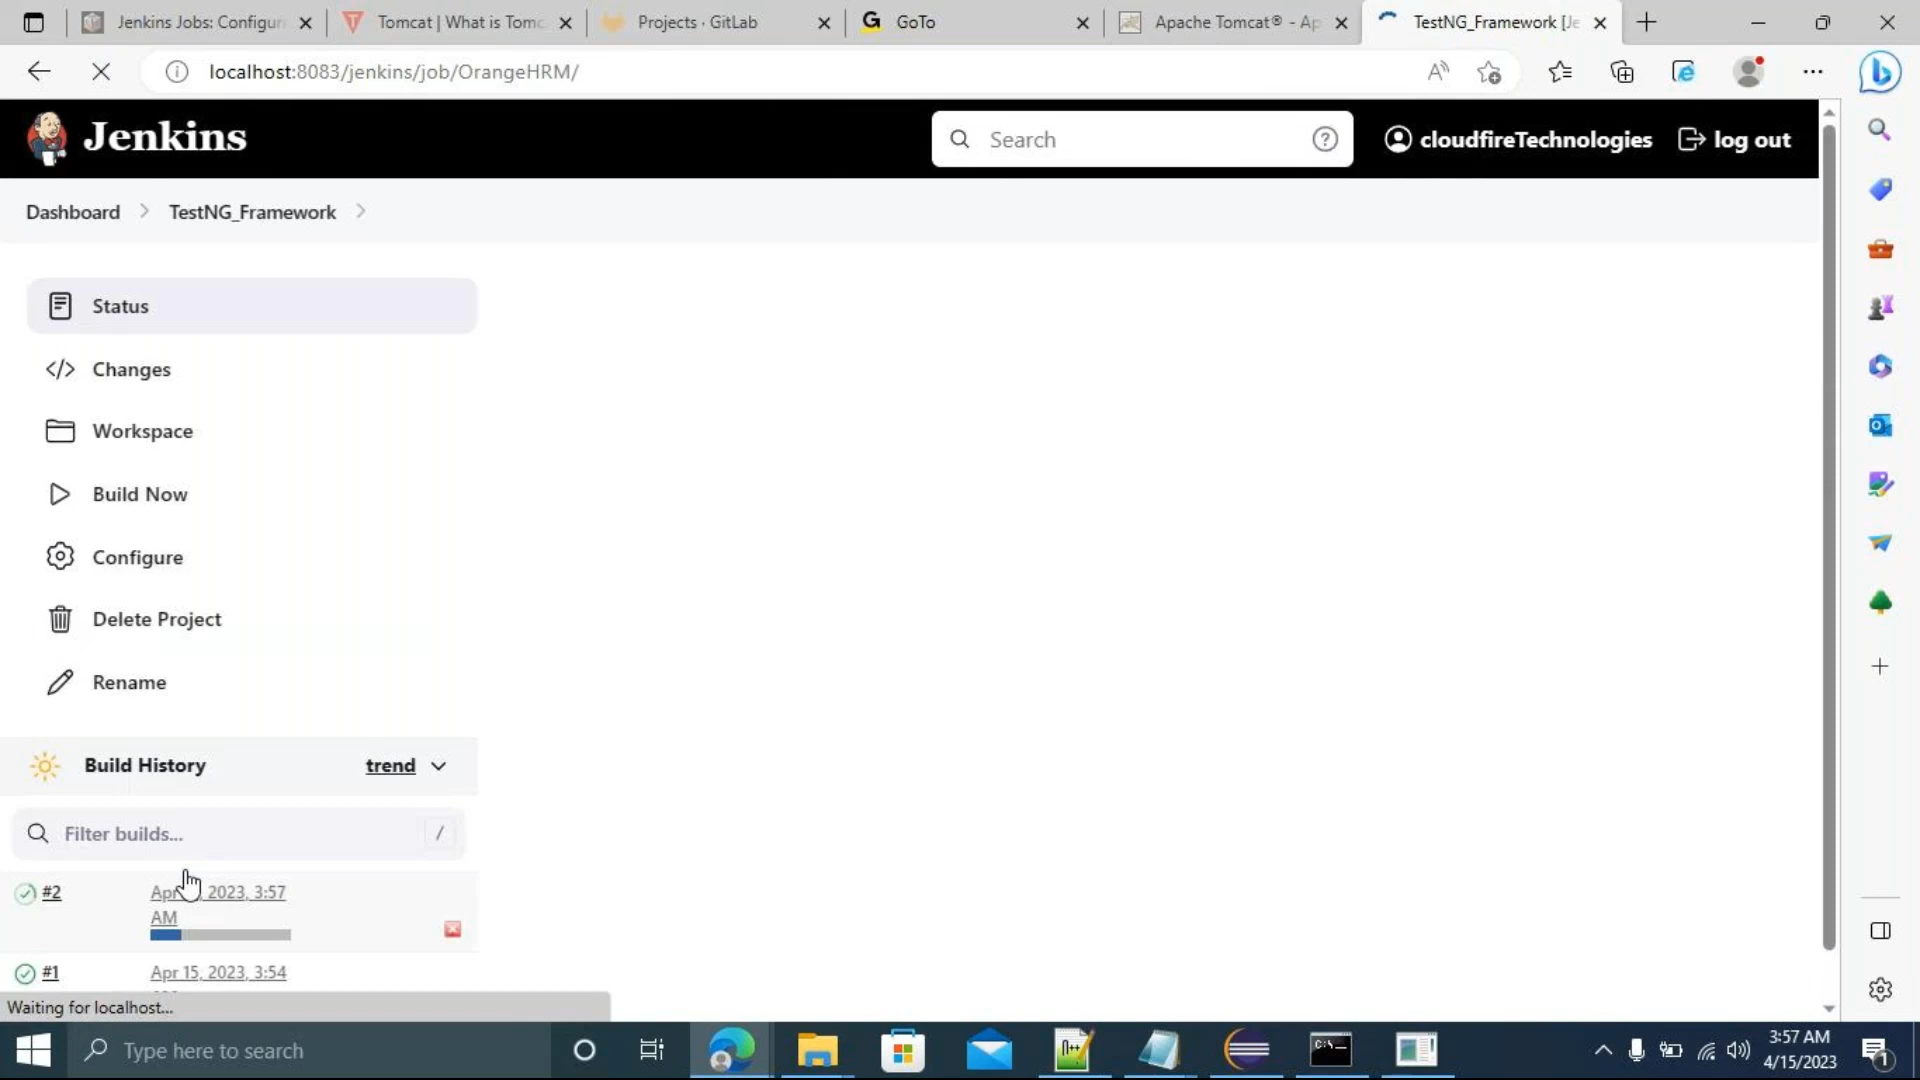 Jenkins Jobs: Configur
Tomcat | What is Tomc
Projects · GitLab
GoTo
Apache Tomcat® - Ap
TestNG_Framework [Je
localhost:8083/jenkins/job/OrangeHRM/
Jenkins
Search
cloudfireTechnologies
log out
Dashboard
TestNG_Framework
Status
Changes
Workspace
Build Now
Configure
Delete Project
Rename
Build History
trend
Filter builds...
/
#2
2023, 3:57
AM
#1
Apr 15, 2023, 3:54
Waiting for localhost...
Type here to search
3:57 AM
4/15/2023
1